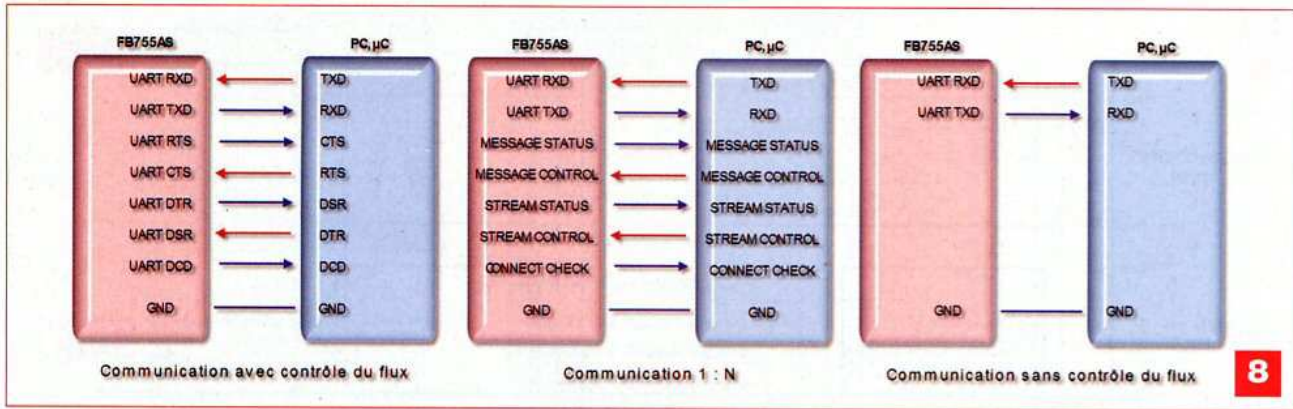 FB755AS
PC,µC
UART RXD
TXD
UART TXD
RXD
UART RTS
CTS
UART CTS
RTS
UART DTR
DSR
UART DSR
DTR
UART DCD
DCD
GND
GND
Communication avec contrôle du flux
FB755AS
PC,µC
UART RXD
TXD
UART TXD
RXD
MESSAGE STATUS
MESSAGE STATUS
MESSAGE CONTROL
MESSAGE CONTROL
STREAM STATUS
STREAM STATUS
STREAM CONTROL
STREAM CONTROL
CONNECT CHECK
CONNECT CHECK
GND
GND
Communication 1 : N
FB755AS
PC,µC
UART RXD
TXD
UART TXD
RXD
GND
GND
Communication sans contrôle du flux
8